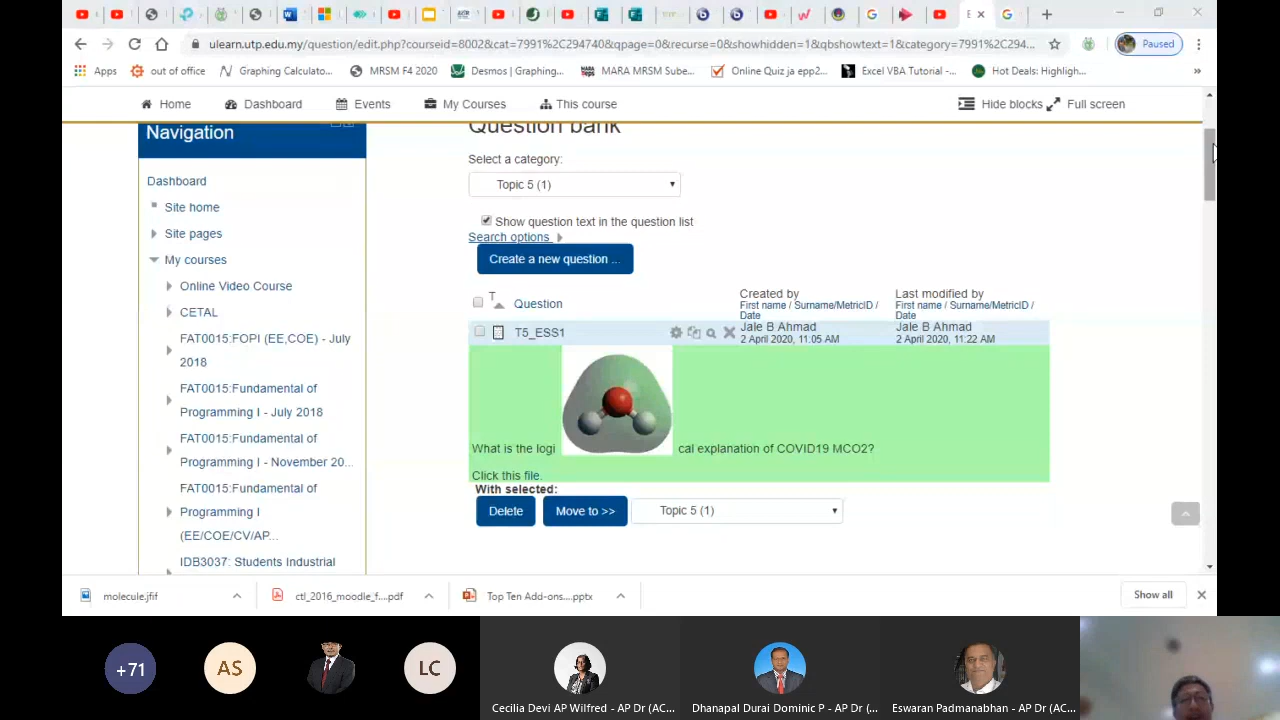 E
Paused
ulearn.utp.edu.my/question/edit.php?courseid=8002&cat=7991%2C294740&qpage=0&recurse=0&showhidden=1&qbshowtext=1&category=7991%2C294...
Apps
out of office
Graphing Calculato...
MRSM F4 2020
Desmos | Graphing...
MARA MRSM Sube...
Online Quiz ja epp2...
Excel VBA Tutorial -...
Hot Deals: Highligh...
»
Home
Dashboard
Events
My Courses
This course
Hide blocks
Full screen
Navigation
Dashboard
Site home
Site pages
My courses
Online Video Course
CETAL
FAT0015:FOPI (EE,COE) - July
2018
FAT0015:Fundamental of
Programming I - July 2018
FAT0015:Fundamental of
Programming I - November 20...
FAT0015:Fundamental of
Programming I
(EE/COE/CV/AP...
IDB3037: Students Industrial
Question bank
Select a category:
Topic 5 (1)
Show question text in the question list
Search options
Create a new question ...
T
Question
Created by
First name / Surname/MetricID /
Date
Last modified by
First name / Surname/MetricID /
Date
T5_ESS1
Jale B Ahmad
2 April 2020, 11:05 AM
Jale B Ahmad
2 April 2020, 11:22 AM
What is the logi cal explanation of COVID19 MCO2?
Click this file.
With selected:
Delete
Move to >>
Topic 5 (1)
molecule.jfif
ctl_2016_moodle_f....pdf
Top Ten Add-ons....pptx
Show all
+71
AS
LC
Cecilia Devi AP Wilfred - AP Dr (AC...
Dhanapal Durai Dominic P - AP Dr (...
Eswaran Padmanabhan - AP Dr (AC...